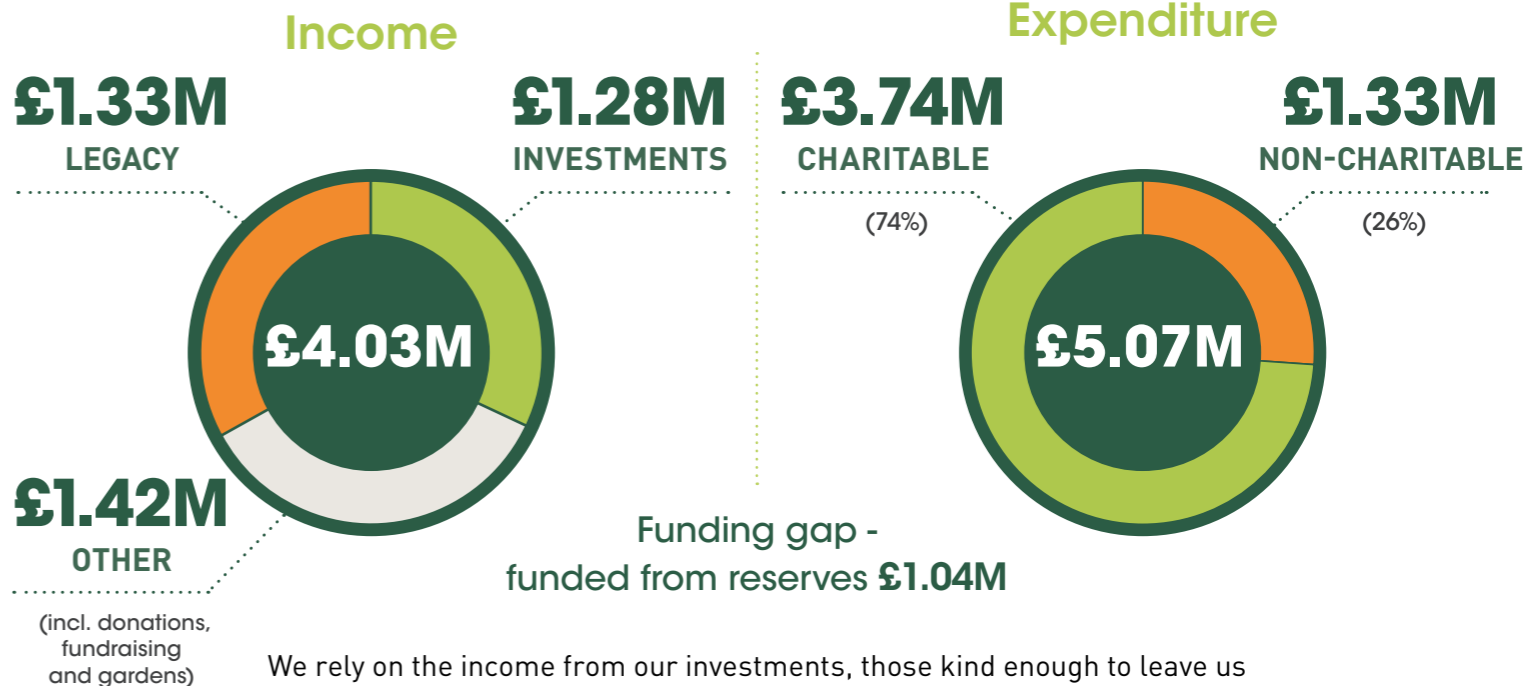 Income
£1.33M
LEGACY
£1.28M
INVESTMENTS
£4.03M
£1.42M
OTHER
(incl. donations,
fundraising
and gardens)
Expenditure
£3.74M
CHARITABLE
(74%)
£1.33M
NON-CHARITABLE
(26%)
£5.07M
Funding gap -
funded from reserves £1.04M
We rely on the income from our investments, those kind enough to leave us